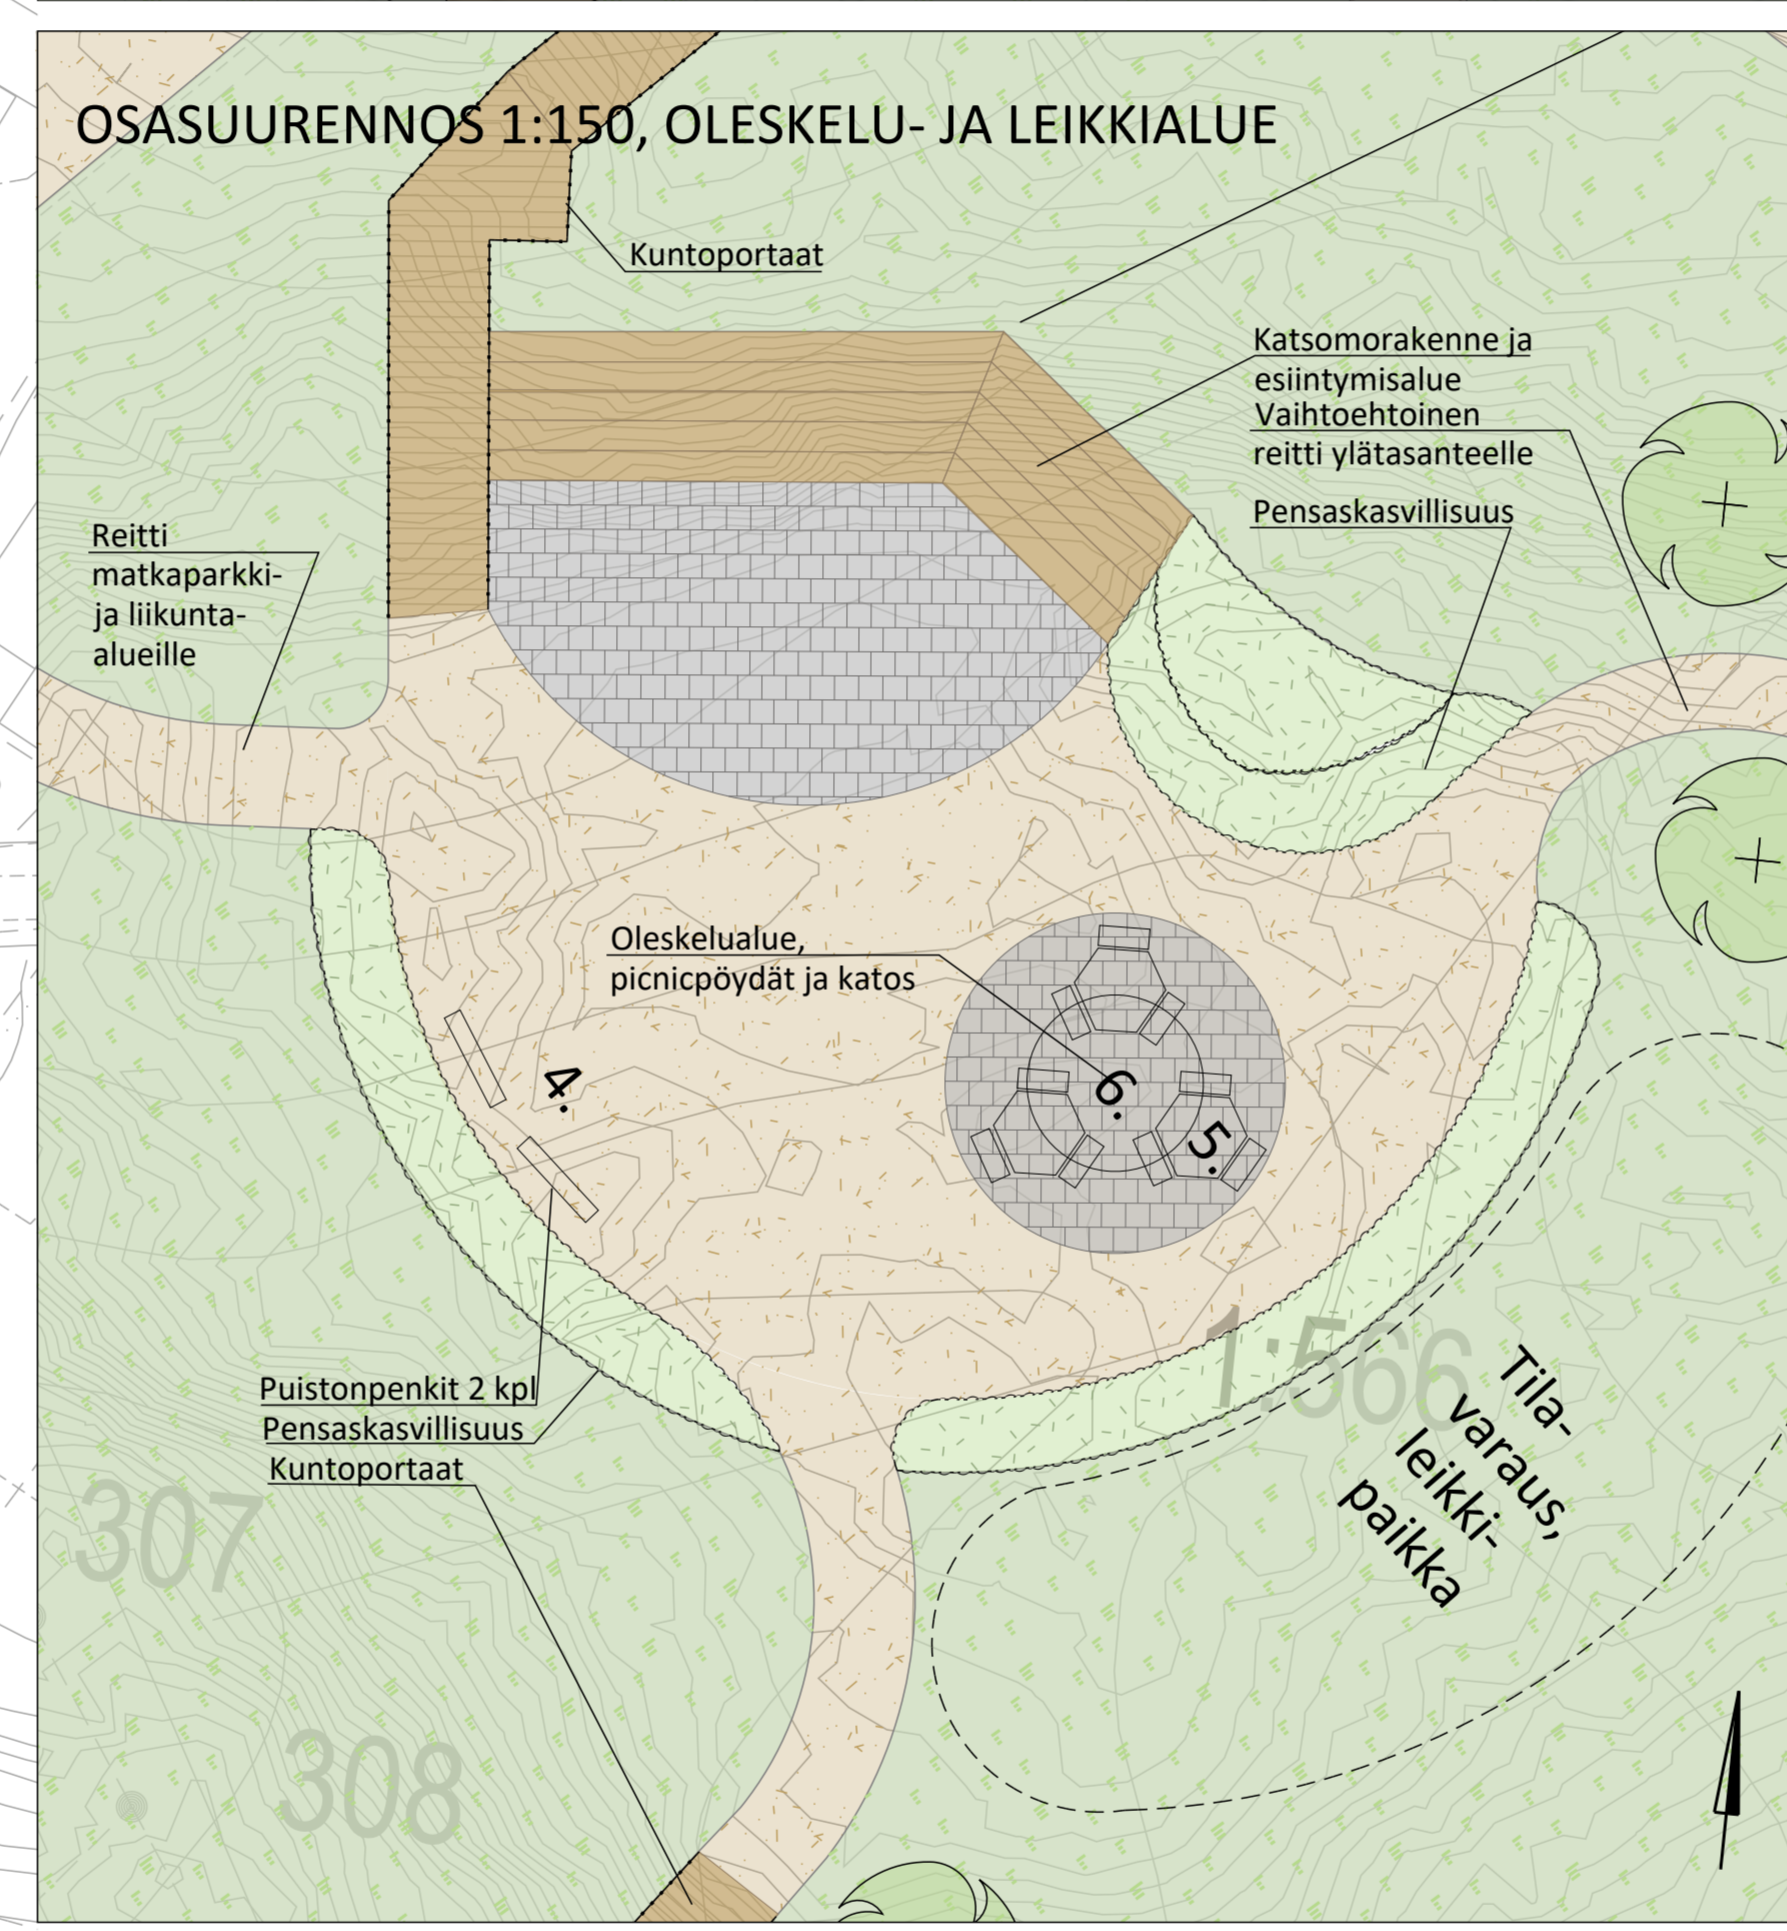 OSASUURENNOS 1:150, OLESKELU- JA LEIKKIALUE
Kuntoportaat
Katsomorakenne ja
esiintymisalue
Vaihtoehtoinen
reitti ylätasanteelle
Pensaskasvillisuus
Reitti
matkaparkki-
ja liikunta-
alueille
Oleskelualue,
picnicpöydät ja katos
4.
6.
5.
Puistonpenkit 2 kpl
Pensaskasvillisuus
Kuntoportaat
1:566
Tila-
varaus,
leikki-
paikka
307
308